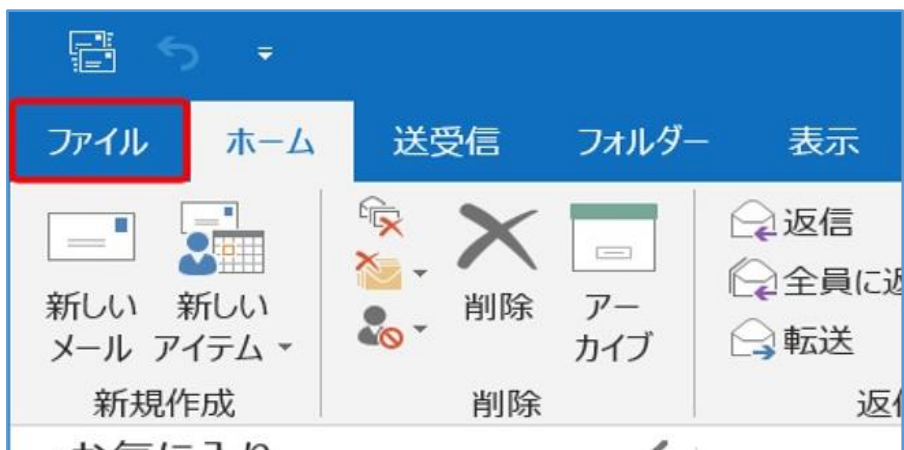 ファイル ホーム 送受信 フォルダー 表示
新しい
メール
新しい
アイテム
削除
アー
カイブ
返信
全員に返
転送
新規作成 削除 返信